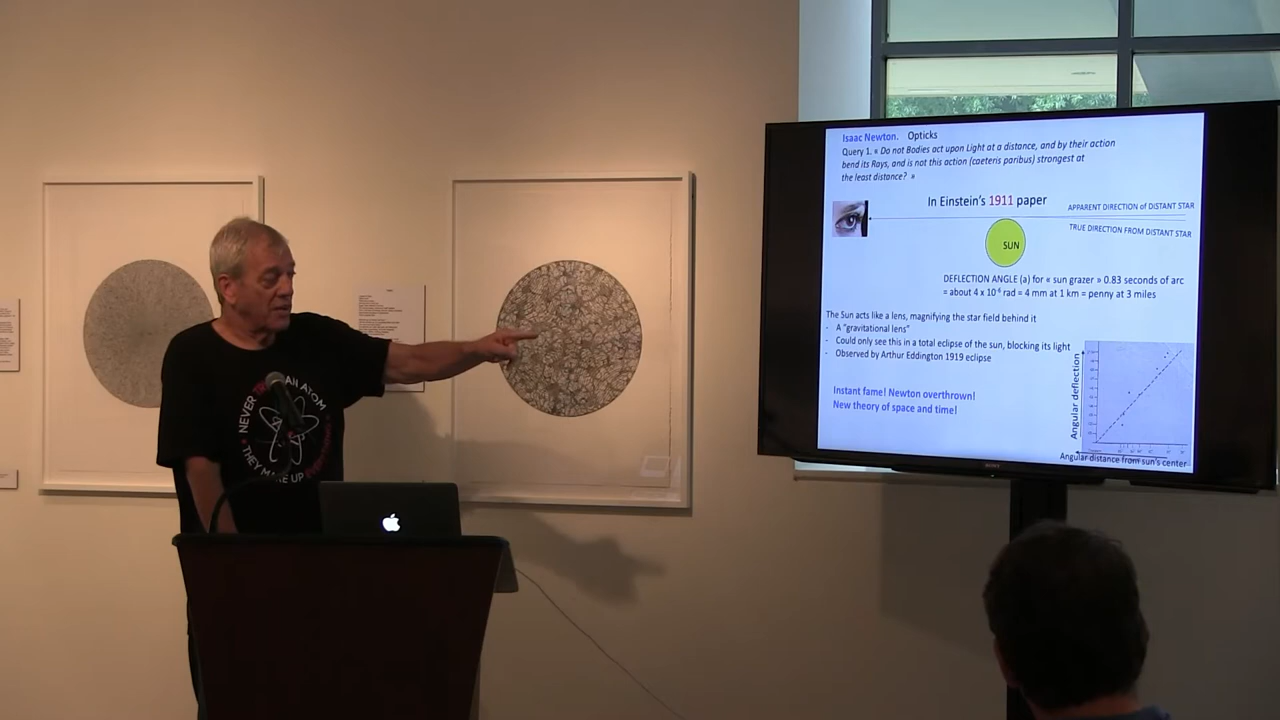 Isaac Newton. Opticks
Query 1. « Do not Bodies act upon Light at a distance, and by their action
bend its Rays, and is not this action (caeteris paribus) strongest at
the least distance? »
In Einstein's 1911 paper
APPARENT DIRECTION of DISTANT STAR
TRUE DIRECTION FROM DISTANT STAR
SUN
DEFLECTION ANGLE (a) for « sun grazer » 0.83 seconds of arc
= about 4 x 10⁻⁶ rad = 4 mm at 1 km = penny at 3 miles
The Sun acts like a lens, magnifying the star field behind it
- A "gravitational lens"
- Could only see this in a total eclipse of the sun, blocking its light
- Observed by Arthur Eddington 1919 eclipse
Instant fame! Newton overthrown!
New theory of space and time!
Angular deflection
Angular distance from sun's center
SONY
NEVER AN ATOM
THEY MAKE UP